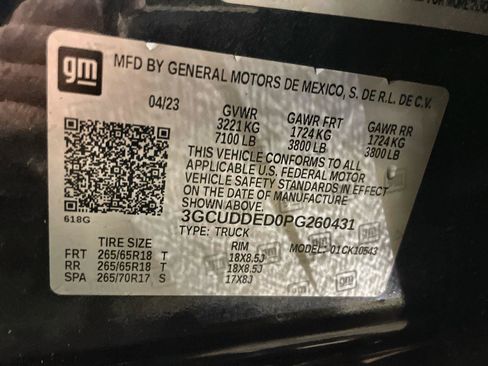 gm
MFD BY GENERAL MOTORS DE MEXICO, S. DE R.L. DE C.V.
04/23 GVWR GAWR FRT GAWR RR
3221 KG 1724 KG 1724 KG
7100 LB 3800 LB 3800 LB
THIS VEHICLE CONFORMS TO ALL
APPLICABLE U.S. FEDERAL MOTOR
VEHICLE SAFETY STANDARDS IN EFFECT
ON THE DATE OF MANUFACTURE
SHOWN ABOVE.
618G 3GCUDDED0PG260431
TYPE: TRUCK MODEL: 01CK10543
TIRE SIZE RIM
FRT 265/65R18 T 18X8.5J
RR 265/65R18 T 18X8.5J
SPA 265/70R17 S 17X8J